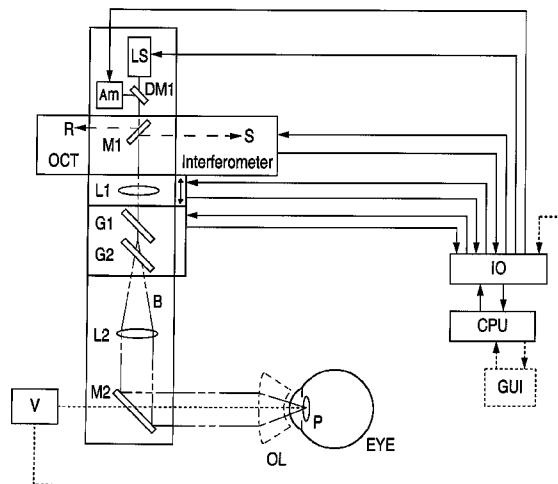 LS
DM1
Am
R
M1
S
OCT
Interferometer
L1
G1
G2
IO
B
CPU
L2
GUI
M2
V
P
OL
EYE